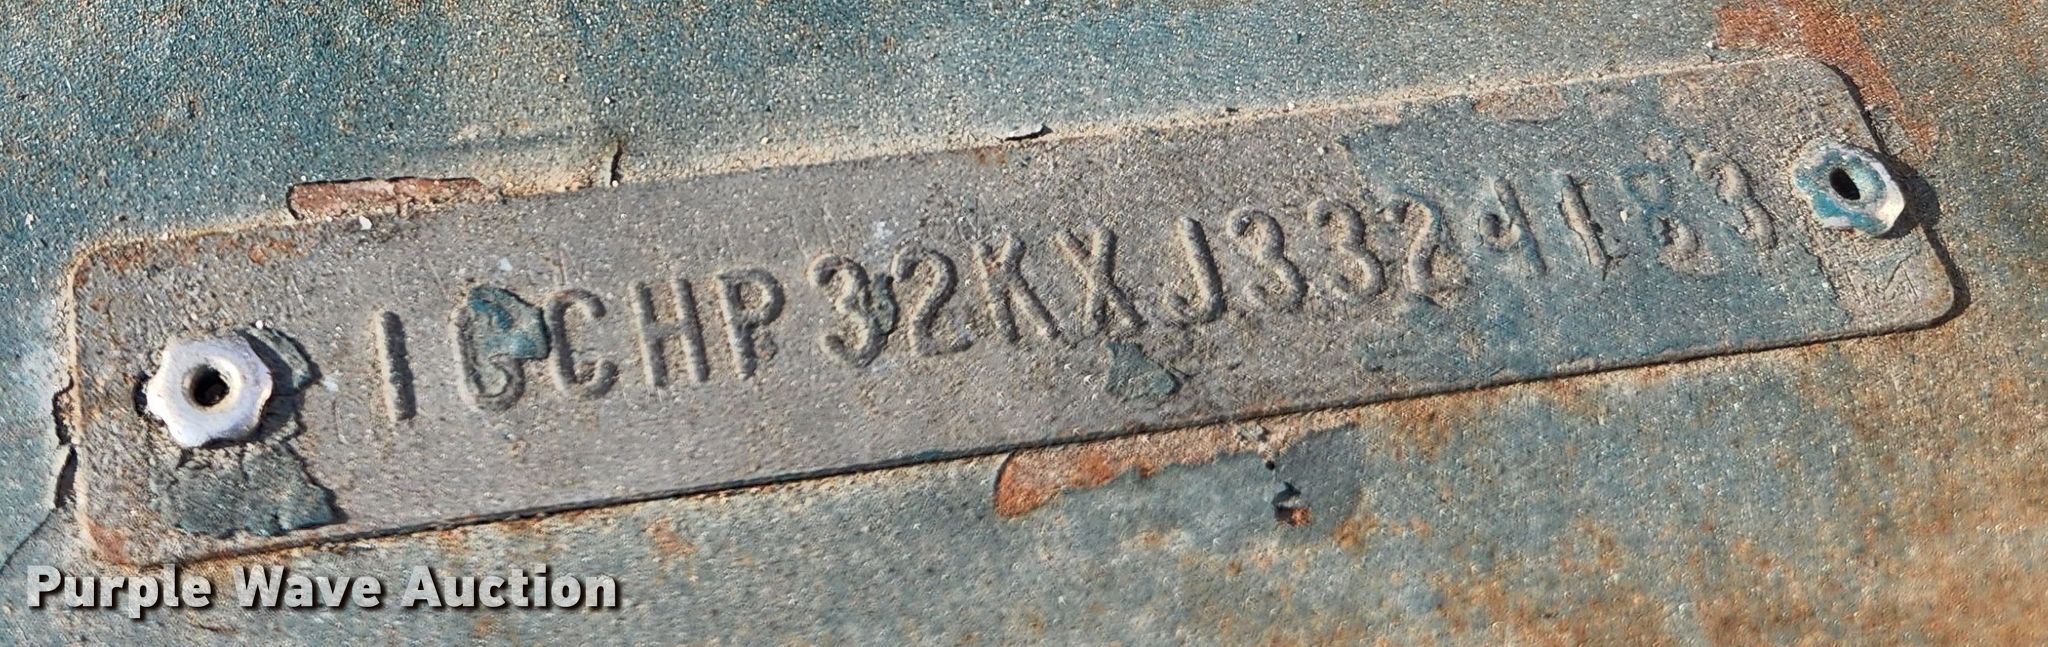 1GCHP32KXJ3324183
Purple Wave Auction